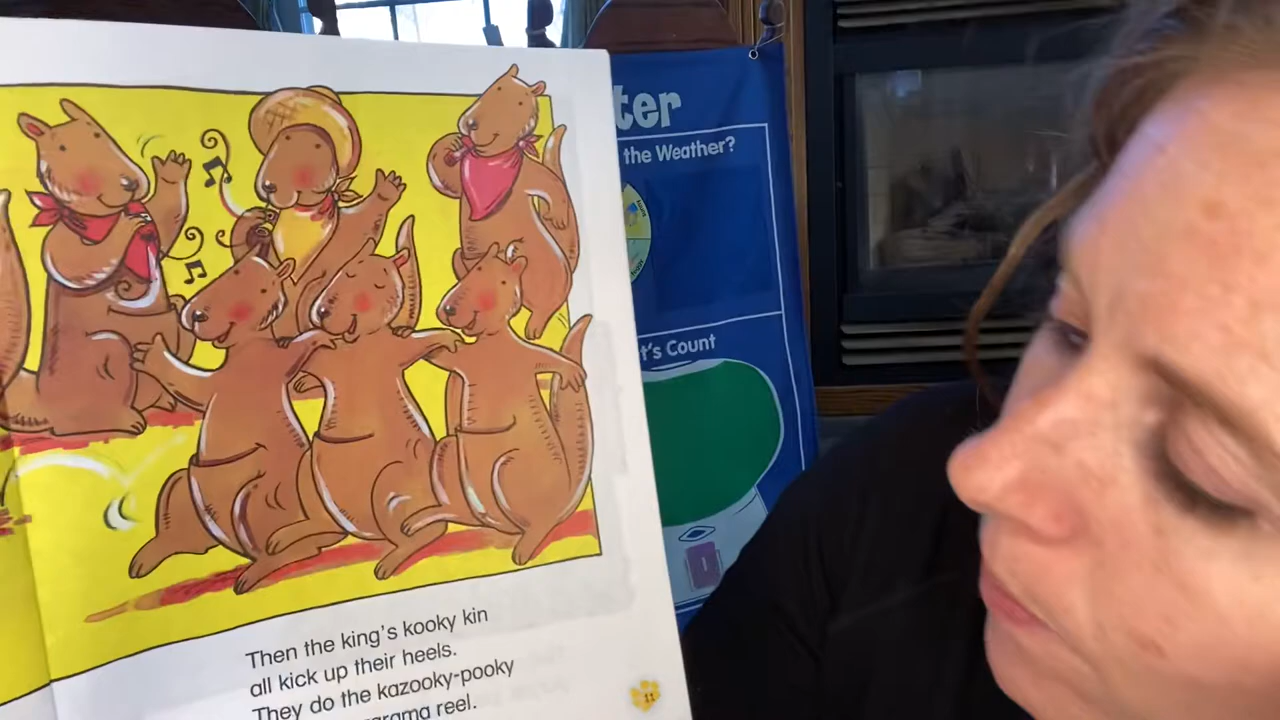 ter
the Weather?
t's Count
Then the king's kooky kin
all kick up their heels.
They do the kazooky-pooky
reel.
11